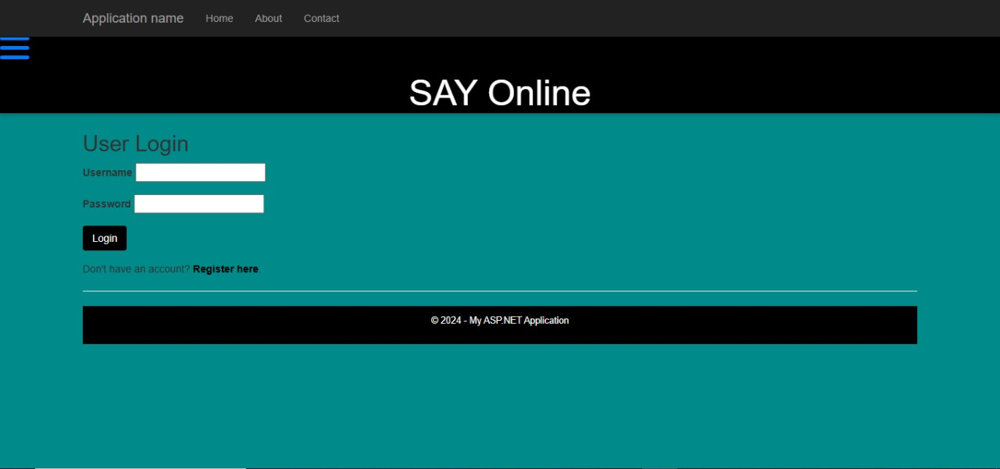 Application name Home About Contact
SAY Online
User Login
Username
Password
Login
Don't have an account? Register here.
© 2024 - My ASP.NET Application